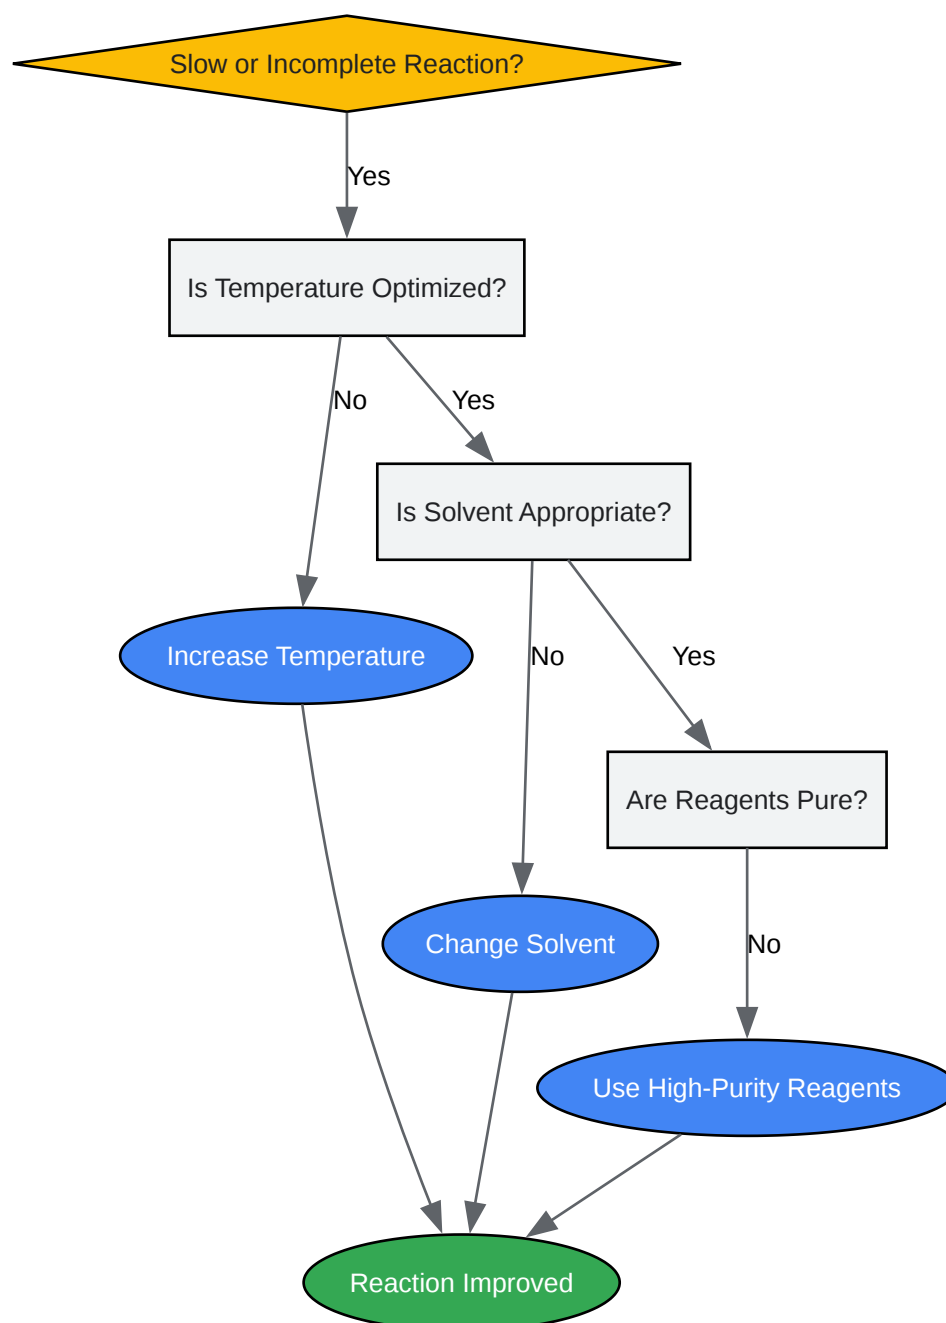 Slow or Incomplete Reaction?
Yes
Is Temperature Optimized?
No
Yes
Is Solvent Appropriate?
Increase Temperature
No
Yes
Are Reagents Pure?
Change Solvent
No
Use High-Purity Reagents
Reaction Improved